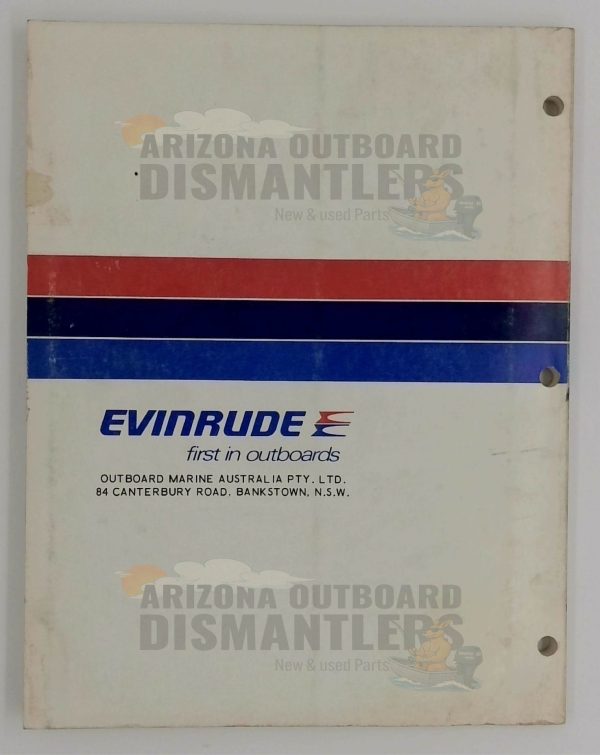 ARIZONA OUTBOARD
DISMANTLERS
New & used Parts
EVINRUDE
first in outboards
OUTBOARD MARINE AUSTRALIA PTY. LTD.
84 CANTERBURY ROAD, BANKSTOWN, N.S.W.
ARIZONA OUTBOARD
DISMANTLERS
New & used Parts